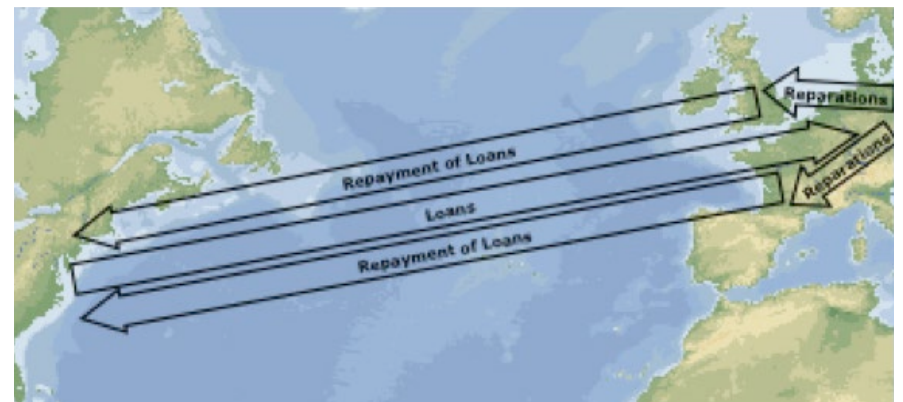 Reparations
Repayment of Loans
Reparations
Loans
Repayment of Loans